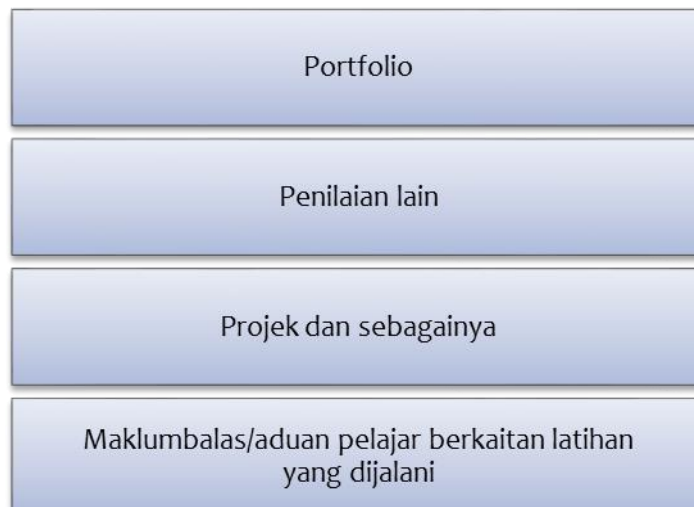 Portfolio
Penilaian lain
Projek dan sebagainya
Maklumbalas/aduan pelajar berkaitan latihan
yang dijalani